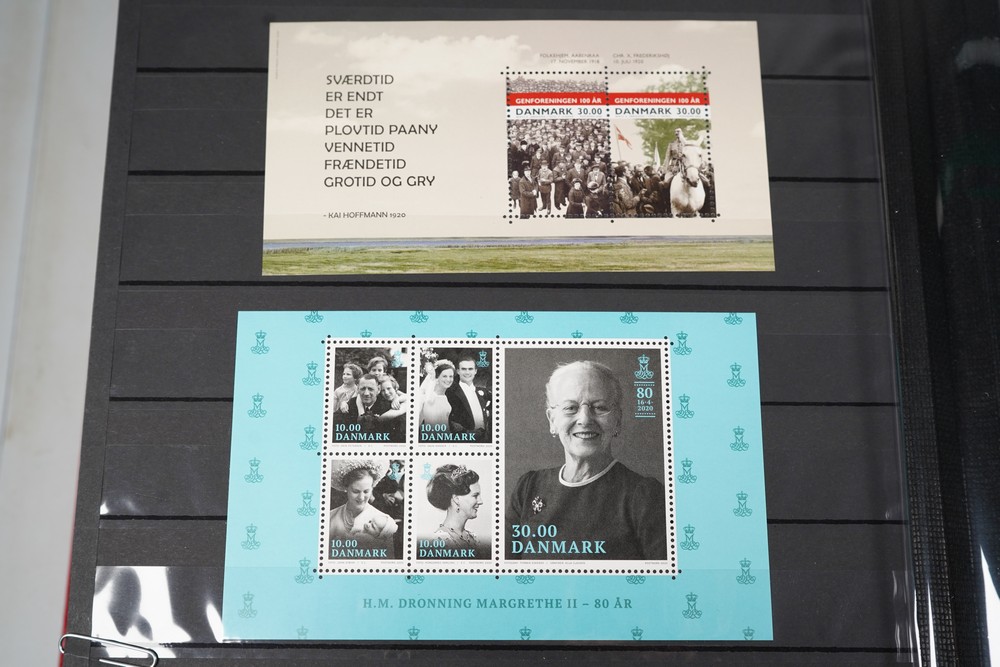 SVÆRDTID
ER ENDT
DET ER
PLOVTID PAANY
VENNETID
FRÆNDETID
GROTID OG GRY
- KAI HOFFMANN 1920
GENFORENINGEN 100 ÅR
DANMARK 30.00
GENFORENINGEN 100 ÅR
DANMARK 30.00
10.00
DANMARK
10.00
DANMARK
80
16·4·
2020
10.00
DANMARK
10.00
DANMARK
30.00
DANMARK
H.M. DRONNING MARGRETHE II – 80 ÅR